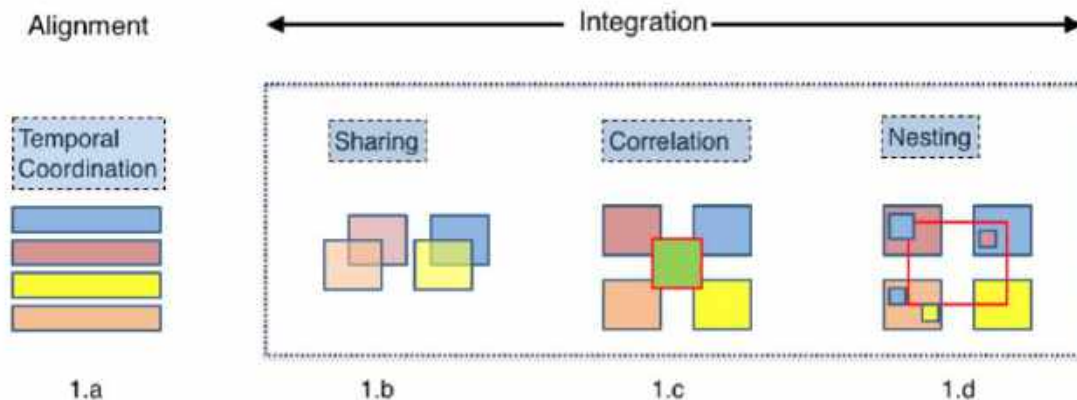 Alignment
Integration
Temporal
Coordination
Sharing
Correlation
Nesting
1.a
1.b
1.c
1.d